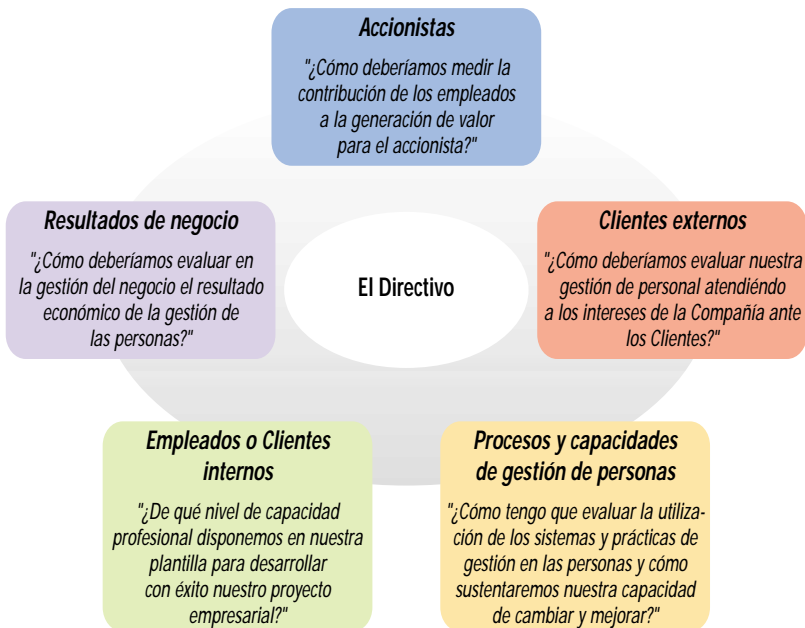 Accionistas
"¿Cómo deberíamos medir la
contribución de los empleados
a la generación de valor
para el accionista?"
Resultados de negocio
"¿Cómo deberíamos evaluar en
la gestión del negocio el resultado
económico de la gestión de
las personas?"
El Directivo
Clientes externos
"¿Cómo deberíamos evaluar nuestra
gestión de personal atendiéndo
a los intereses de la Compañía ante
los Clientes?"
Empleados o Clientes
internos
"¿De qué nivel de capacidad
profesional disponemos en nuestra
plantilla para desarrollar
con éxito nuestro proyecto
empresarial?"
Procesos y capacidades
de gestión de personas
"¿Cómo tengo que evaluar la utiliza-
ción de los sistemas y prácticas de
gestión en las personas y cómo
sustentaremos nuestra capacidad
de cambiar y mejorar?"